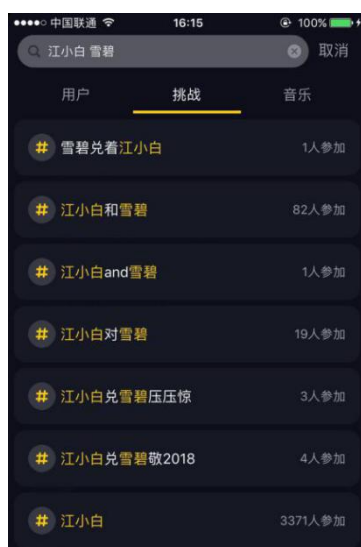 中国联通 16:15 100%
江小白 雪碧 取消
用户 挑战 音乐
# 雪碧兑着江小白 1人参加
# 江小白和雪碧 82人参加
# 江小白and雪碧 1人参加
# 江小白对雪碧 19人参加
# 江小白兑雪碧压压惊 3人参加
# 江小白兑雪碧敬2018 4人参加
# 江小白 3371人参加